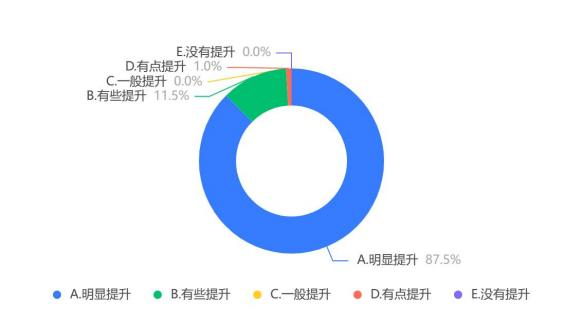 E.没有提升 0.0%
D.有点提升 1.0%
C.一般提升 0.0%
B.有些提升 11.5%
A.明显提升 87.5%
A.明显提升 B.有些提升 C.一般提升 D.有点提升 E.没有提升